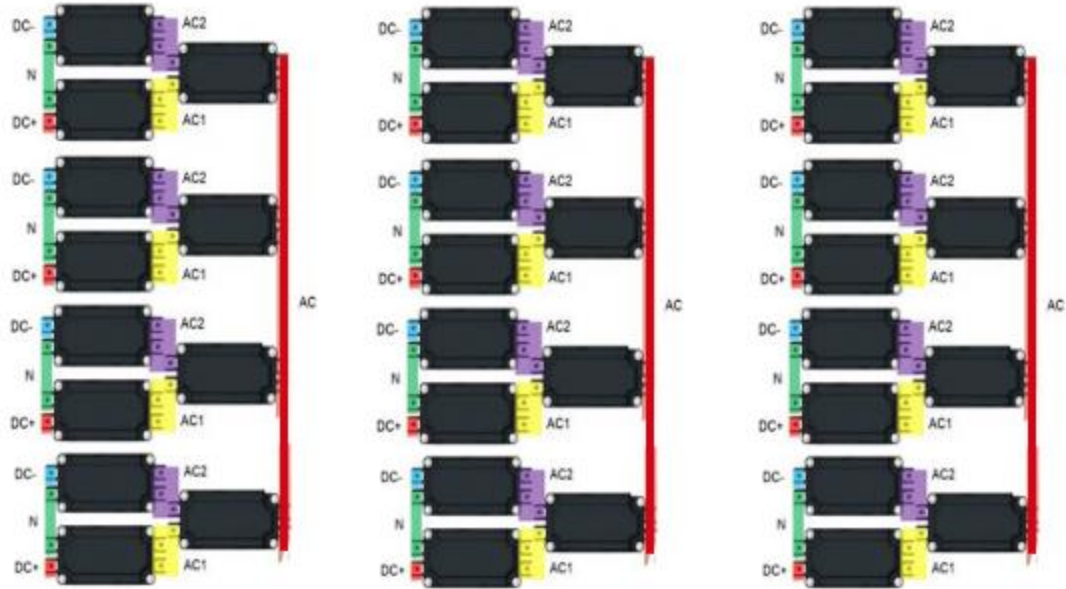 DC-
AC2
N
DC+
AC1
DC-
AC2
N
DC+
AC1
DC-
AC2
N
DC+
AC1
DC-
AC2
N
DC+
AC1
AC
DC-
AC2
N
DC+
AC1
DC-
AC2
N
DC+
AC1
DC-
AC2
N
DC+
AC1
DC-
AC2
N
DC+
AC1
AC
DC-
AC2
N
DC+
AC1
DC-
AC2
N
DC+
AC1
DC-
AC2
N
DC+
AC1
DC-
AC2
N
DC+
AC1
AC